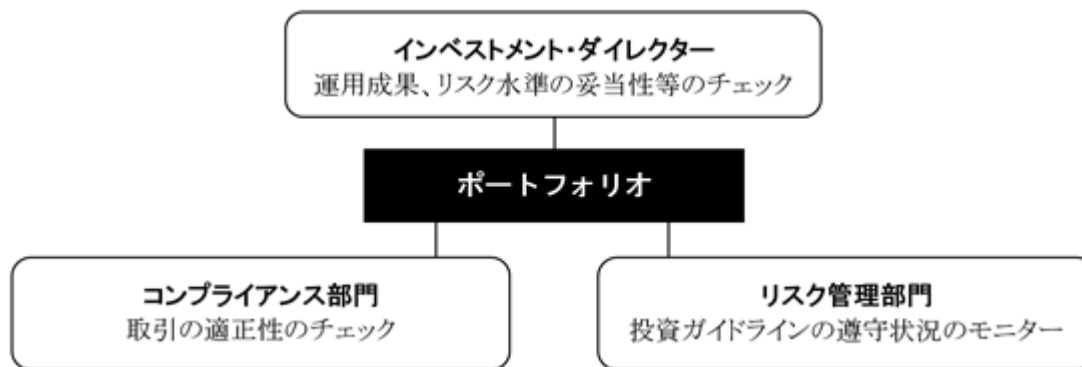 インベストメント・ダイレクター
運用成果、リスク水準の妥当性等のチェック
ポートフォリオ
コンプライアンス部門
取引の適正性のチェック
リスク管理部門
投資ガイドラインの遵守状況のモニター